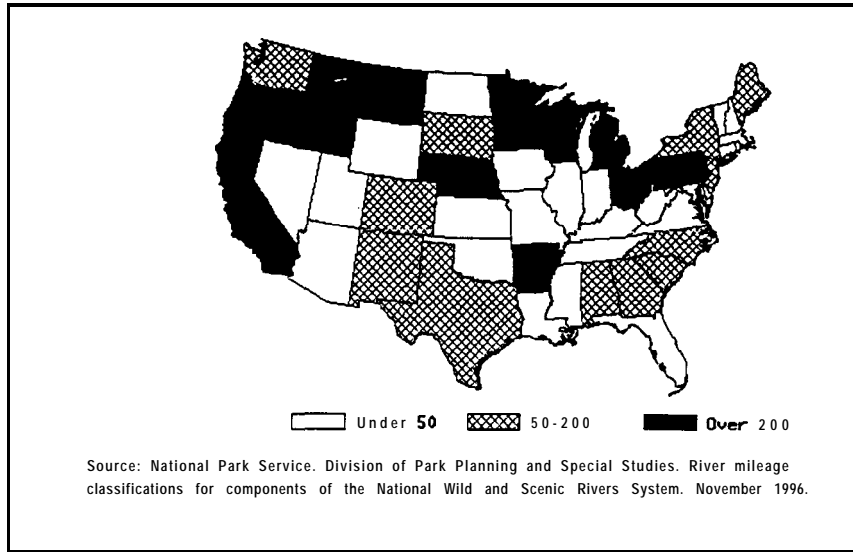 Under 50 50-200 Over 200
Source: National Park Service. Division of Park Planning and Special Studies. River mileage
classifications for components of the National Wild and Scenic Rivers System. November 1996.